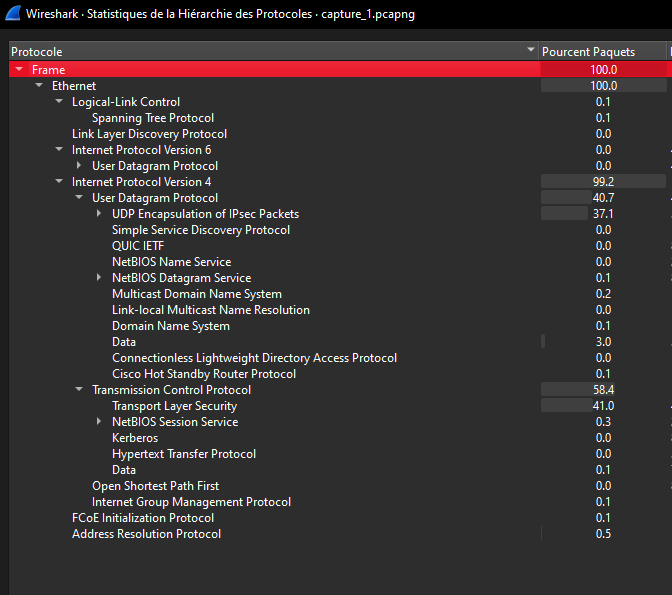 Wireshark · Statistiques de la Hiérarchie des Protocoles · capture_1.pcapng
Protocole Pourcent Paquets
Frame 100.0
Ethernet 100.0
Logical-Link Control 0.1
Spanning Tree Protocol 0.1
Link Layer Discovery Protocol 0.0
Internet Protocol Version 6 0.0
User Datagram Protocol 0.0
Internet Protocol Version 4 99.2
User Datagram Protocol 40.7
UDP Encapsulation of IPsec Packets 37.1
Simple Service Discovery Protocol 0.0
QUIC IETF 0.0
NetBIOS Name Service 0.0
NetBIOS Datagram Service 0.1
Multicast Domain Name System 0.2
Link-local Multicast Name Resolution 0.0
Domain Name System 0.1
Data 3.0
Connectionless Lightweight Directory Access Protocol 0.0
Cisco Hot Standby Router Protocol 0.1
Transmission Control Protocol 58.4
Transport Layer Security 41.0
NetBIOS Session Service 0.3
Kerberos 0.0
Hypertext Transfer Protocol 0.0
Data 0.1
Open Shortest Path First 0.0
Internet Group Management Protocol 0.1
FCoE Initialization Protocol 0.1
Address Resolution Protocol 0.5